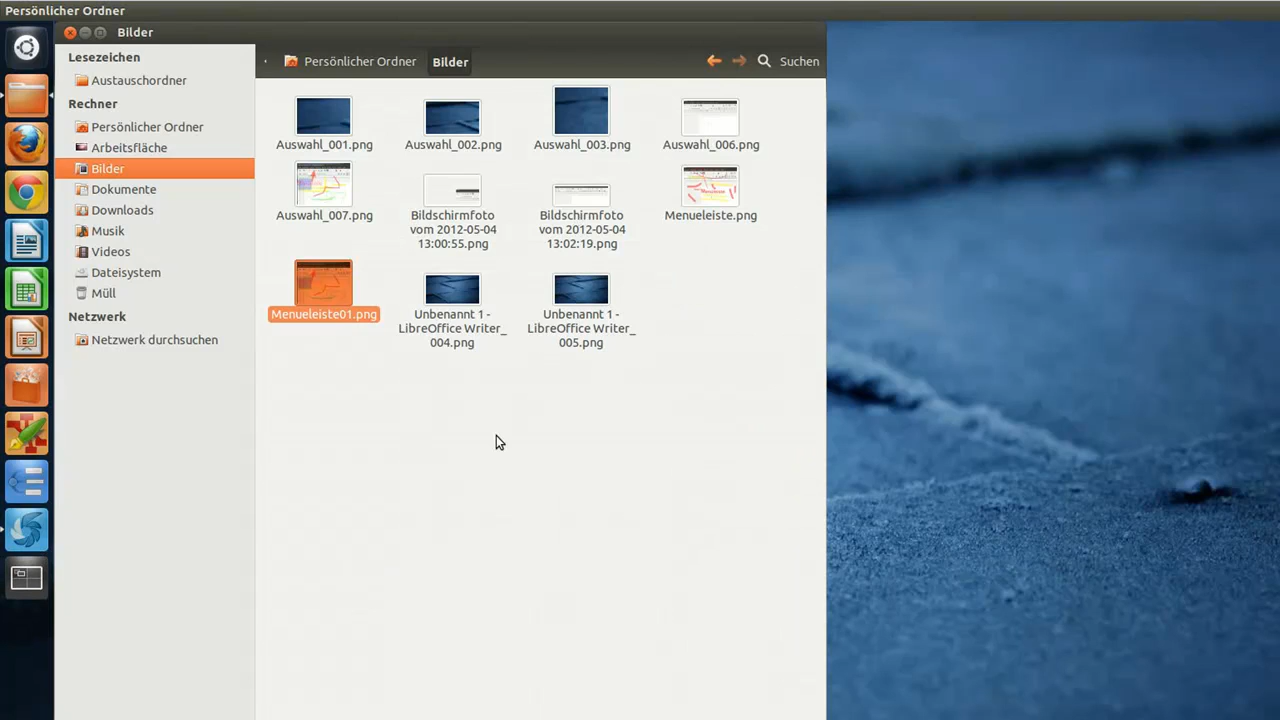 Persönlicher Ordner
Bilder
Lesezeichen
Austauschordner
Rechner
Persönlicher Ordner
Arbeitsfläche
Bilder
Dokumente
Downloads
Musik
Videos
Dateisystem
Müll
Netzwerk
Netzwerk durchsuchen
Persönlicher Ordner Bilder Suchen
Auswahl_001.png
Auswahl_002.png
Auswahl_003.png
Auswahl_006.png
Auswahl_007.png
Bildschirmfoto
vom 2012-05-04
13:00:55.png
Bildschirmfoto
vom 2012-05-04
13:02:19.png
Menueleiste.png
Menueleiste01.png
Unbenannt 1 -
LibreOffice Writer_
004.png
Unbenannt 1 -
LibreOffice Writer_
005.png